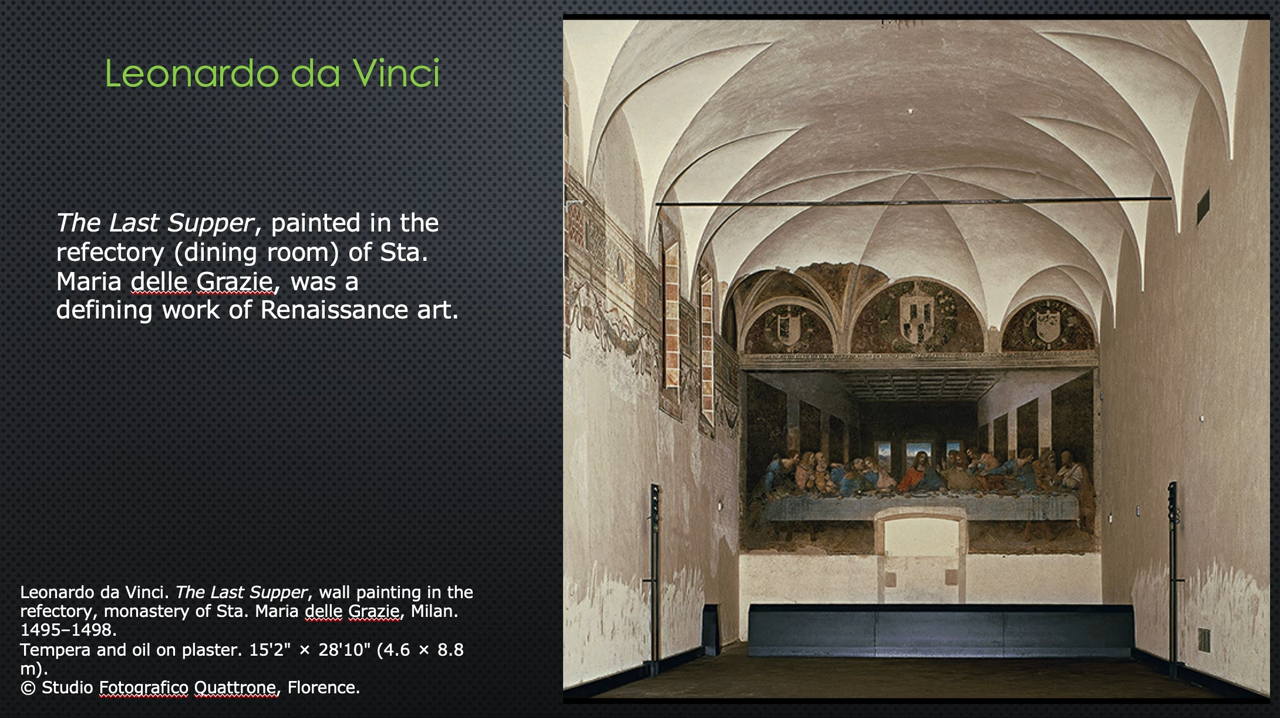 Leonardo da Vinci
The Last Supper, painted in the
refectory (dining room) of Sta.
Maria delle Grazie, was a
defining work of Renaissance art.
Leonardo da Vinci. The Last Supper, wall painting in the
refectory, monastery of Sta. Maria delle Grazie, Milan.
1495–1498.
Tempera and oil on plaster. 15'2" × 28'10" (4.6 × 8.8
m).
© Studio Fotografico Quattrone, Florence.